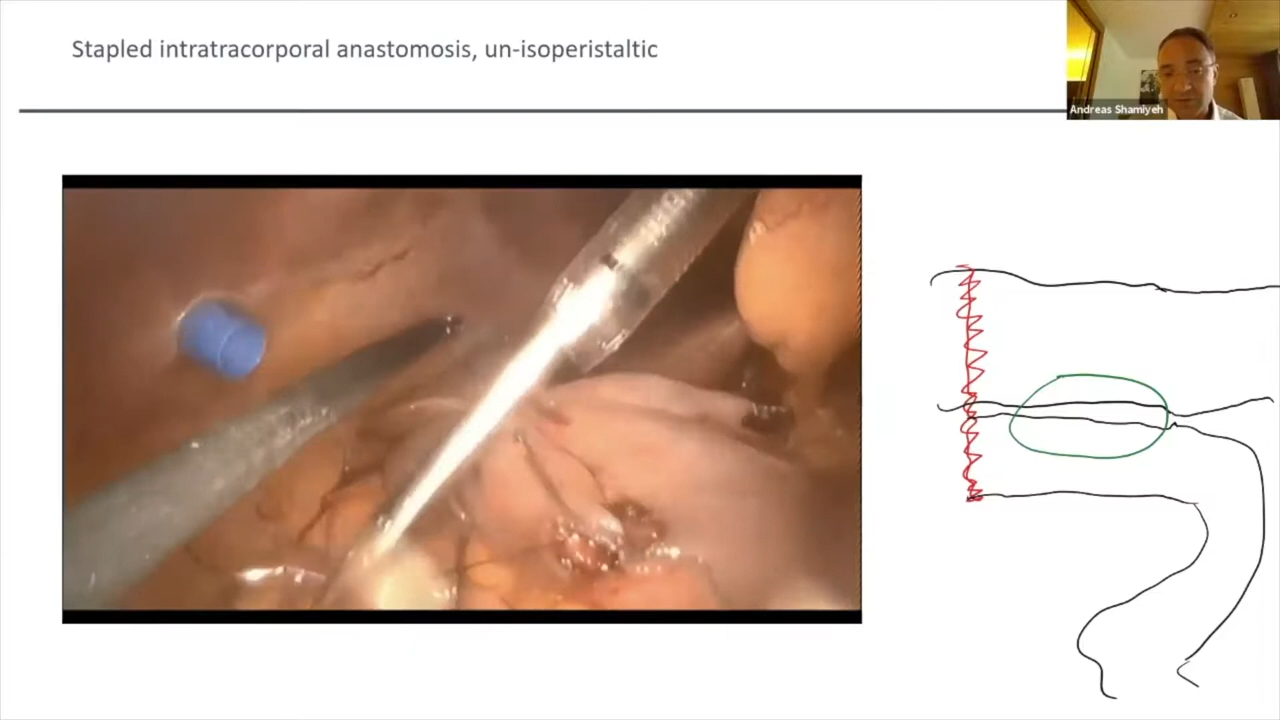 Stapled intratracorporal anastomosis, un-isoperistaltic
Andreas Shamiyeh